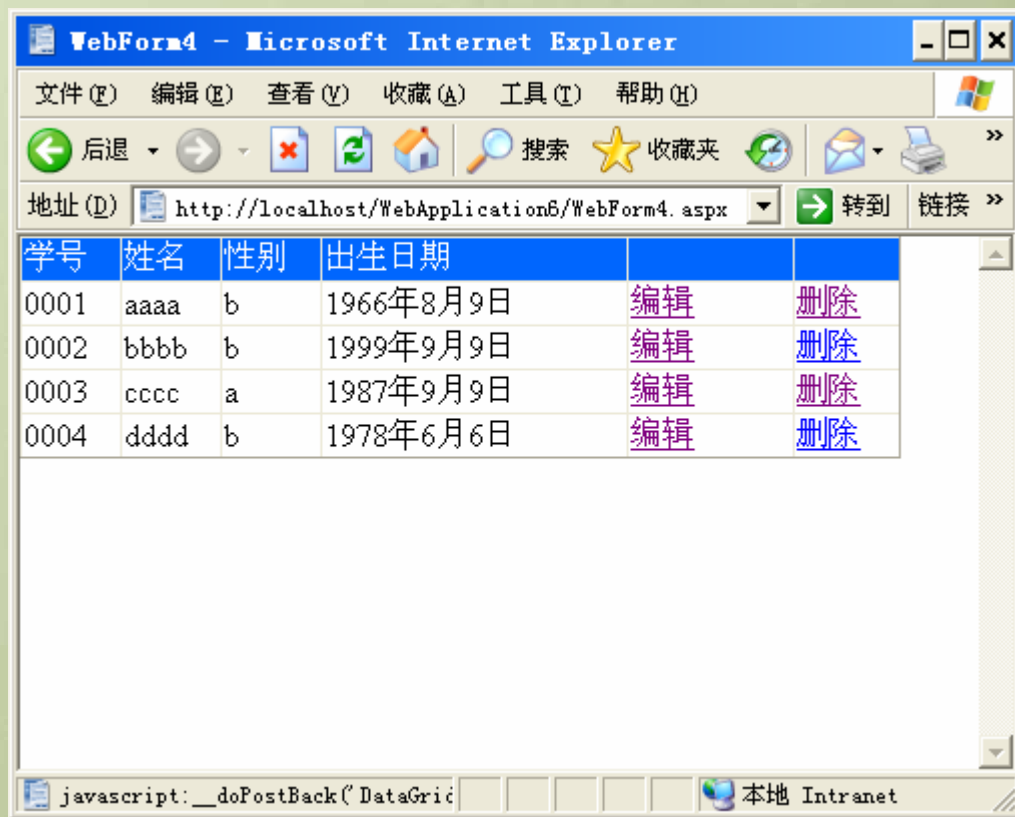 WebForm4 - Microsoft Internet Explorer
文件(F) 编辑(E) 查看(V) 收藏(A) 工具(T) 帮助(H)
后退 搜索 收藏夹 »
地址(D) http://localhost/WebApplication6/WebForm4.aspx 转到 链接 »
学号 姓名 性别 出生日期
0001 aaaa b 1966年8月9日 编辑 删除
0002 bbbb b 1999年9月9日 编辑 删除
0003 cccc a 1987年9月9日 编辑 删除
0004 dddd b 1978年6月6日 编辑 删除
javascript:__doPostBack('DataGrid 本地 Intranet